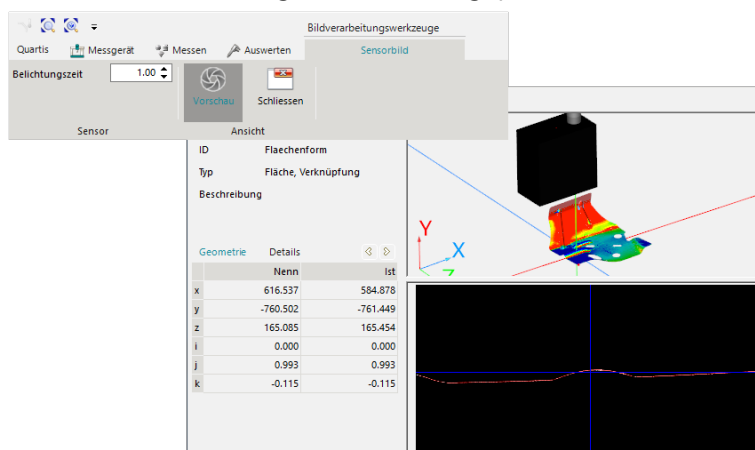 Bildverarbeitungswerkzeuge
Quartis Messgerät Messen Auswerten Sensorbild
Belichtungszeit 1.00
Vorschau Schliessen
Sensor Ansicht
ID Flaechenform
Typ Fläche, Verknüpfung
Beschreibung
Geometrie Details
Nenn Ist
x 616.537 584.878
y -760.502 -761.449
z 165.085 165.454
i 0.000 0.000
j 0.993 0.993
k -0.115 -0.115
Y
X